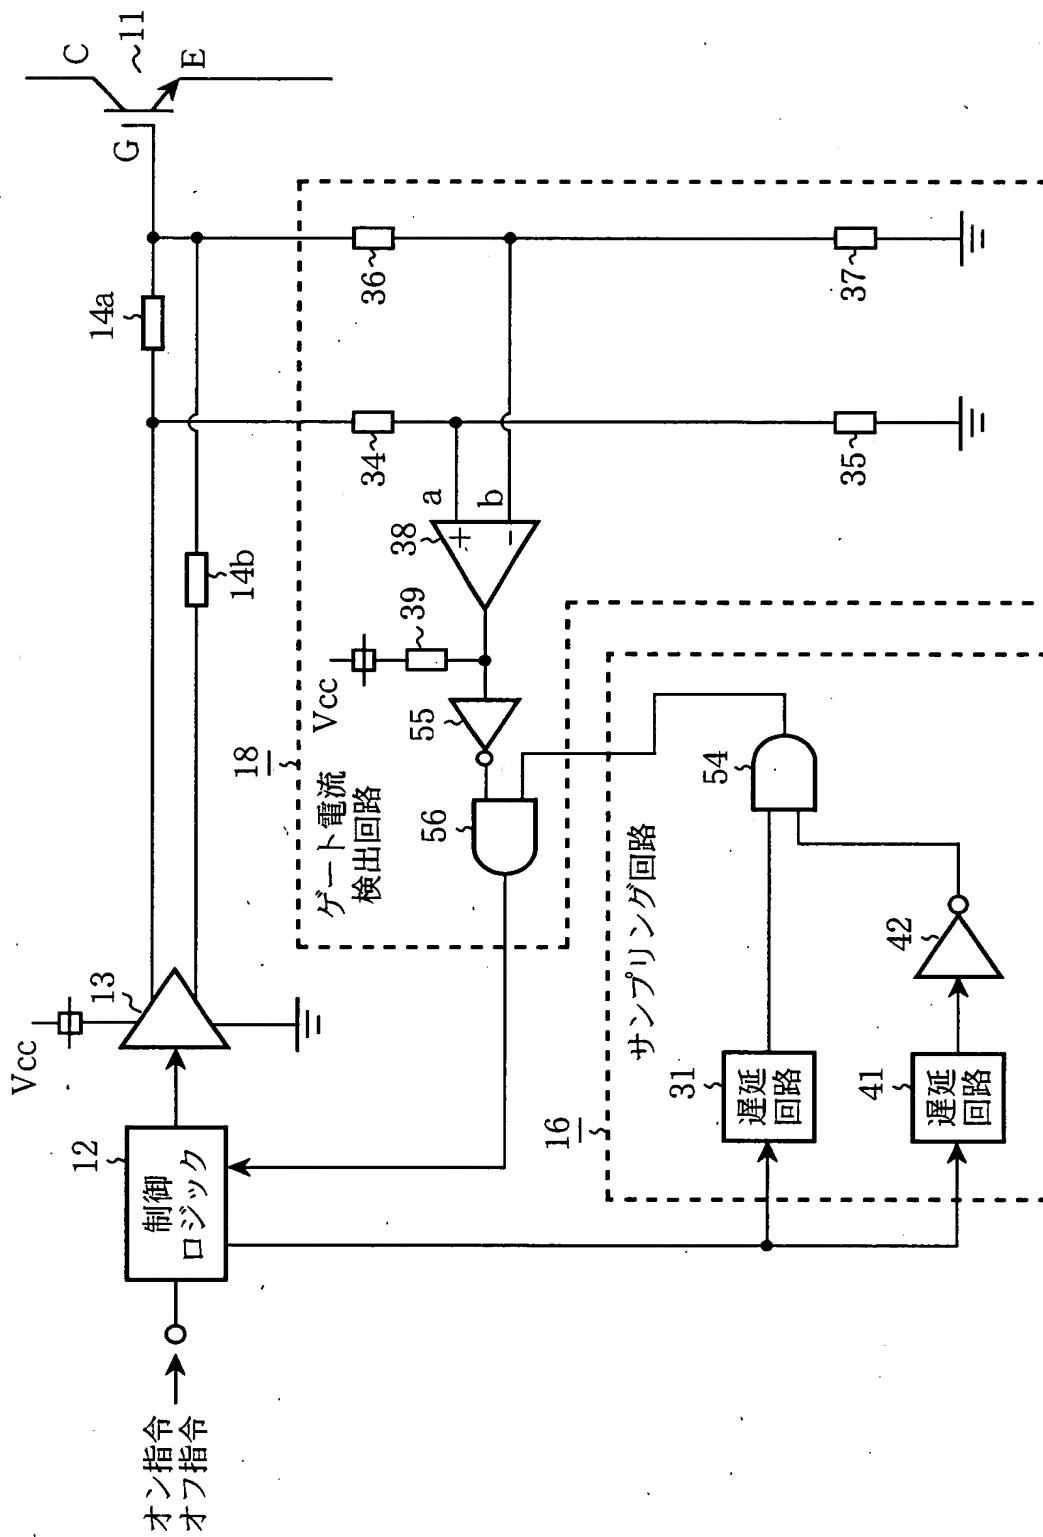 オン指令
オフ指令
12
制御
ロジック
Vcc
13
14a
14b
G
C
11
E
18
ゲート電流
検出回路
Vcc
39
55
56
38
+
-
a
b
34
36
35
37
16
サンプリング回路
31
遅延
回路
41
遅延
回路
42
54